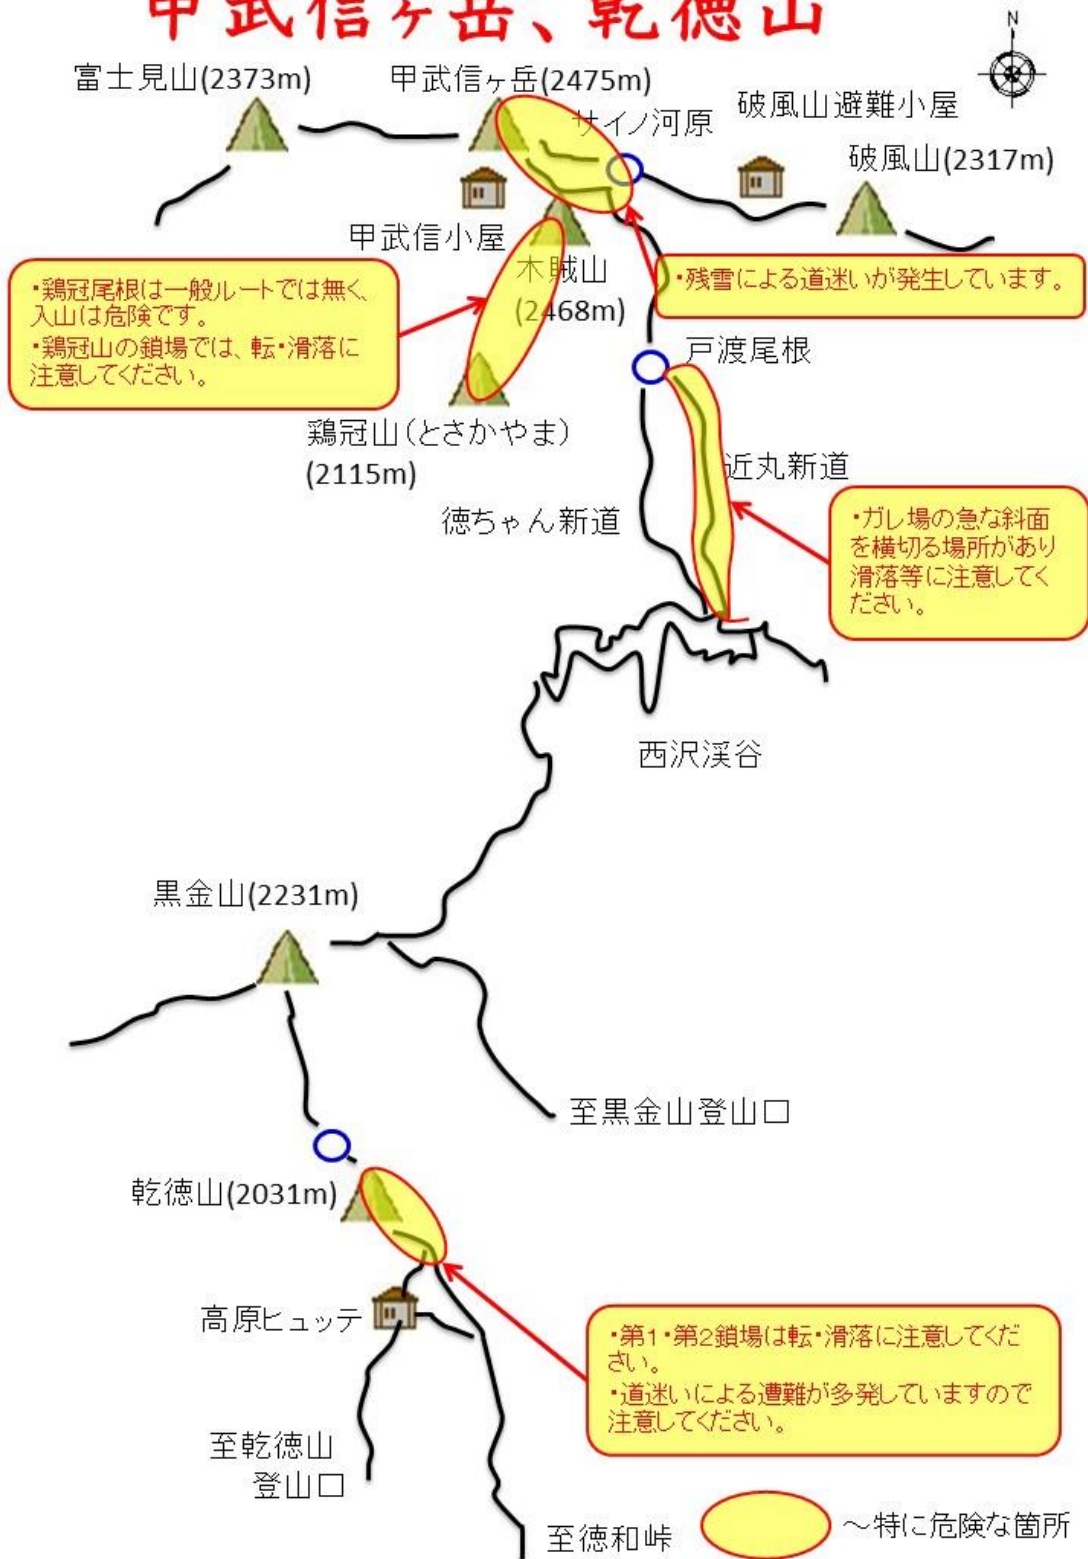 甲武信ヶ岳、乾徳山
N
富士見山(2373m)
甲武信ヶ岳(2475m)
サイノ河原
破風山避難小屋
破風山(2317m)
甲武信小屋
木賊山
(2468m)
・残雪による道迷いが発生しています。
・鶏冠尾根は一般ルートでは無く、
入山は危険です。
・鶏冠山の鎖場では、転・滑落に
注意してください。
戸渡尾根
鶏冠山(とさかやま)
(2115m)
近丸新道
徳ちゃん新道
・ガレ場の急な斜面
を横切る場所があり
滑落等に注意してく
ださい。
西沢渓谷
黒金山(2231m)
至黒金山登山口
乾徳山(2031m)
高原ヒュッテ
・第1・第2鎖場は転・滑落に注意してくだ
さい。
・道迷いによる遭難が多発していますので
注意してください。
至乾徳山
登山口
至徳和峠
～特に危険な箇所